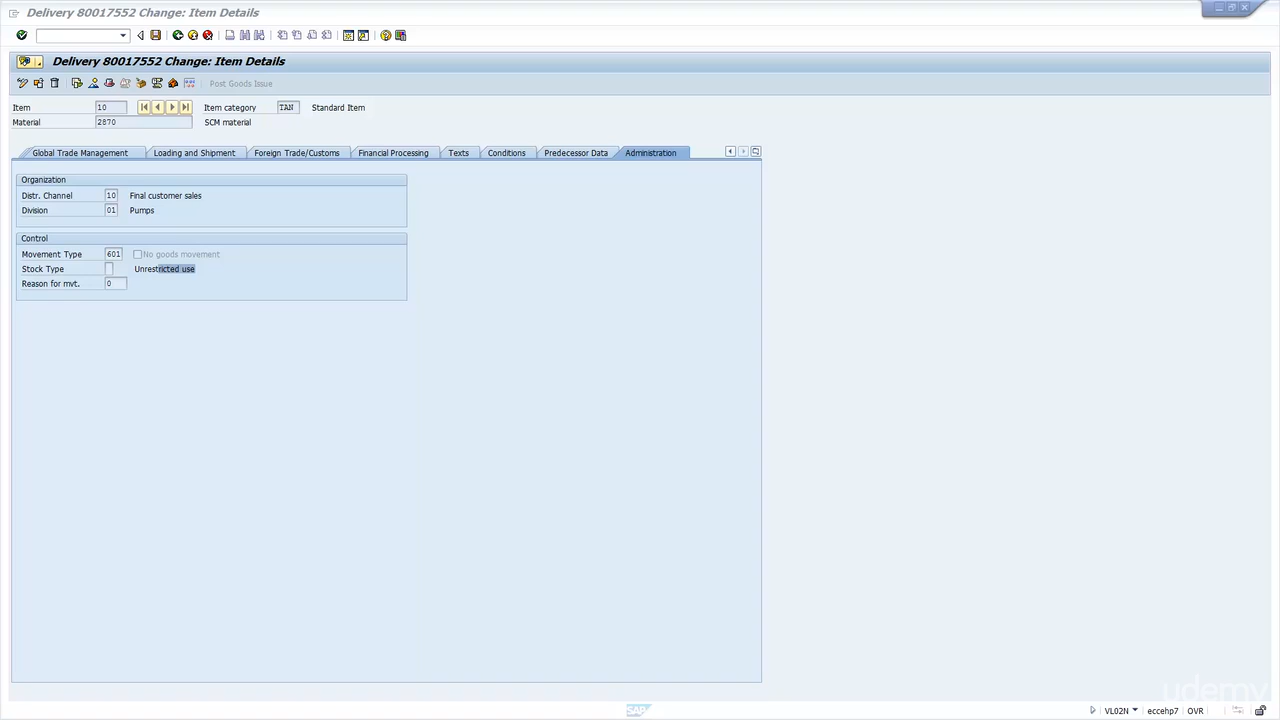 Delivery 80017552 Change: Item Details
Delivery 80017552 Change: Item Details
Post Goods Issue
Item 10 Item category TAN Standard Item
Material 2870 SCM material
Global Trade Management Loading and Shipment Foreign Trade/Customs Financial Processing Texts Conditions Predecessor Data Administration
Organization
Distr. Channel 10 Final customer sales
Division 01 Pumps
Control
Movement Type 601 No goods movement
Stock Type Unrestricted use
Reason for mvt. 0
udemy
SAP VL02N eccehp7 OVR